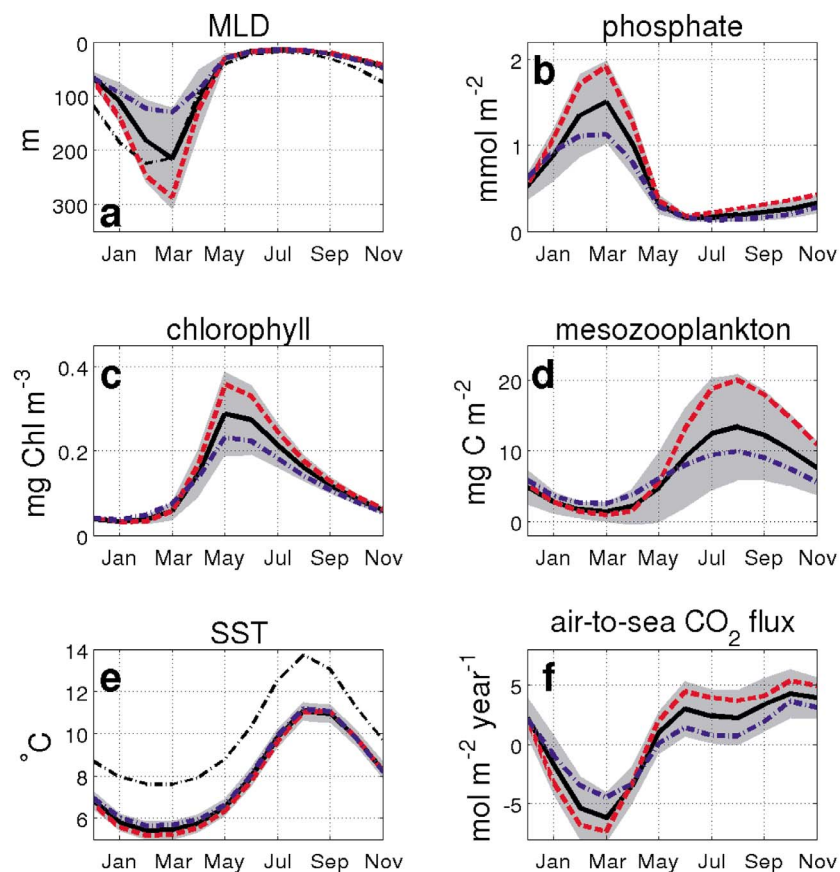 MLD
0
100
200
300
m
a
Jan Mar May Jul Sep Nov
phosphate
2
1
0
mmol m-2
b
Jan Mar May Jul Sep Nov
chlorophyll
0.4
0.2
0
mg Chl m-3
c
Jan Mar May Jul Sep Nov
mesozooplankton
20
10
0
mg C m-2
d
Jan Mar May Jul Sep Nov
SST
14
12
10
8
6
°C
e
Jan Mar May Jul Sep Nov
air-to-sea CO2 flux
5
0
-5
mol m-2 year-1
f
Jan Mar May Jul Sep Nov